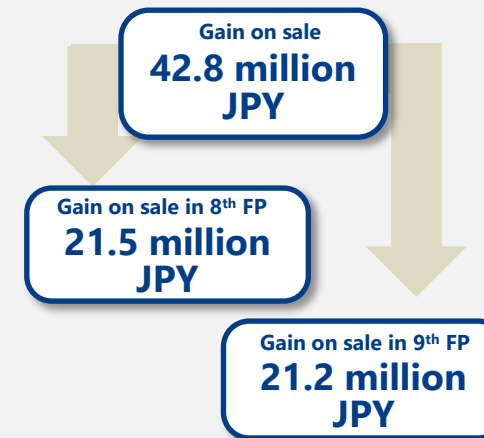 Gain on sale
42.8 million
JPY
Gain on sale in 8th FP
21.5 million
JPY
Gain on sale in 9th FP
21.2 million
JPY